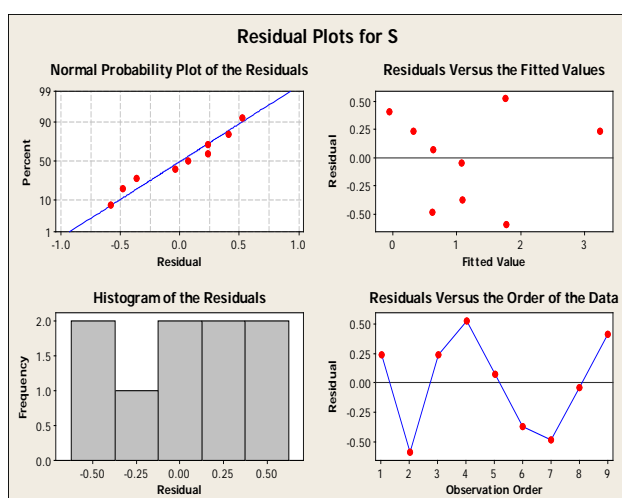 Residual Plots for S
Normal Probability Plot of the Residuals
99
90
50
10
1
Percent
-1.0 -0.5 0.0 0.5 1.0
Residual
Residuals Versus the Fitted Values
0.50
0.25
0.00
-0.25
-0.50
Residual
0 1 2 3
Fitted Value
Histogram of the Residuals
2.0
1.5
1.0
0.5
0.0
Frequency
-0.50 -0.25 0.00 0.25 0.50
Residual
Residuals Versus the Order of the Data
0.50
0.25
0.00
-0.25
-0.50
Residual
1 2 3 4 5 6 7 8 9
Observation Order